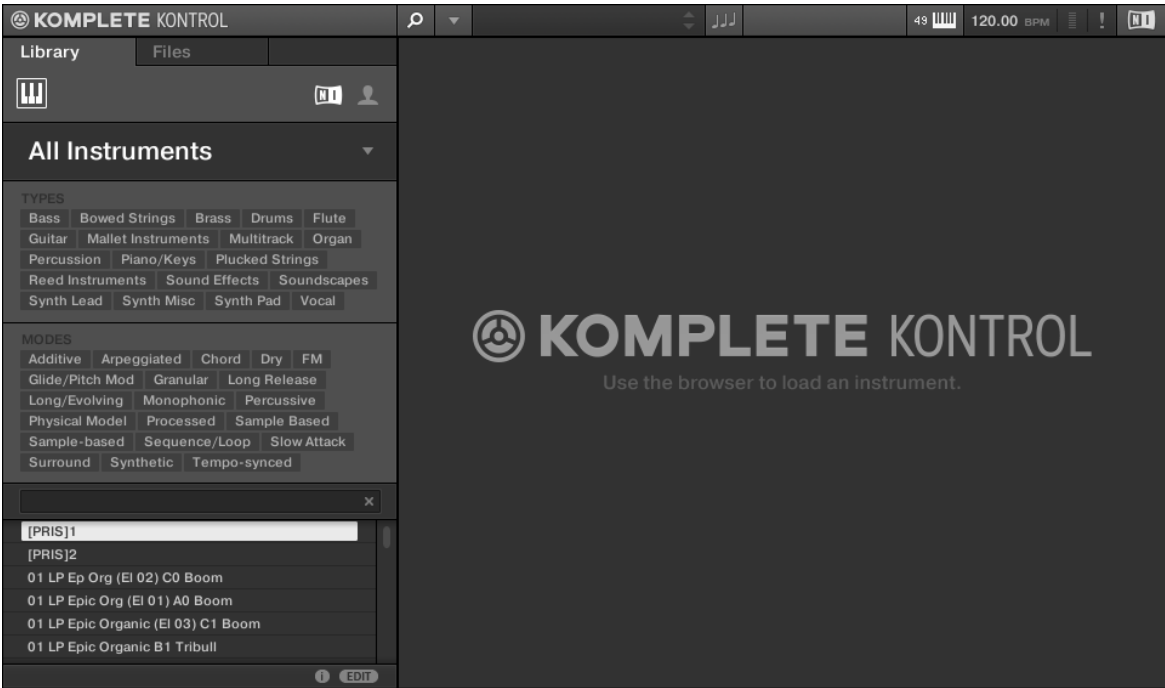 KOMPLETE KONTROL
49
120.00 BPM
!
NI
Library Files
NI
All Instruments
TYPES
Bass Bowed Strings Brass Drums Flute
Guitar Mallet Instruments Multitrack Organ
Percussion Piano/Keys Plucked Strings
Reed Instruments Sound Effects Soundscapes
Synth Lead Synth Misc Synth Pad Vocal
MODES
Additive Arpeggiated Chord Dry FM
Glide/Pitch Mod Granular Long Release
Long/Evolving Monophonic Percussive
Physical Model Processed Sample Based
Sample-based Sequence/Loop Slow Attack
Surround Synthetic Tempo-synced
[PRIS]1
[PRIS]2
01 LP Ep Org (El 02) C0 Boom
01 LP Epic Org (El 01) A0 Boom
01 LP Epic Organic (El 03) C1 Boom
01 LP Epic Organic B1 Tribull
i EDIT
KOMPLETE KONTROL
Use the browser to load an instrument.